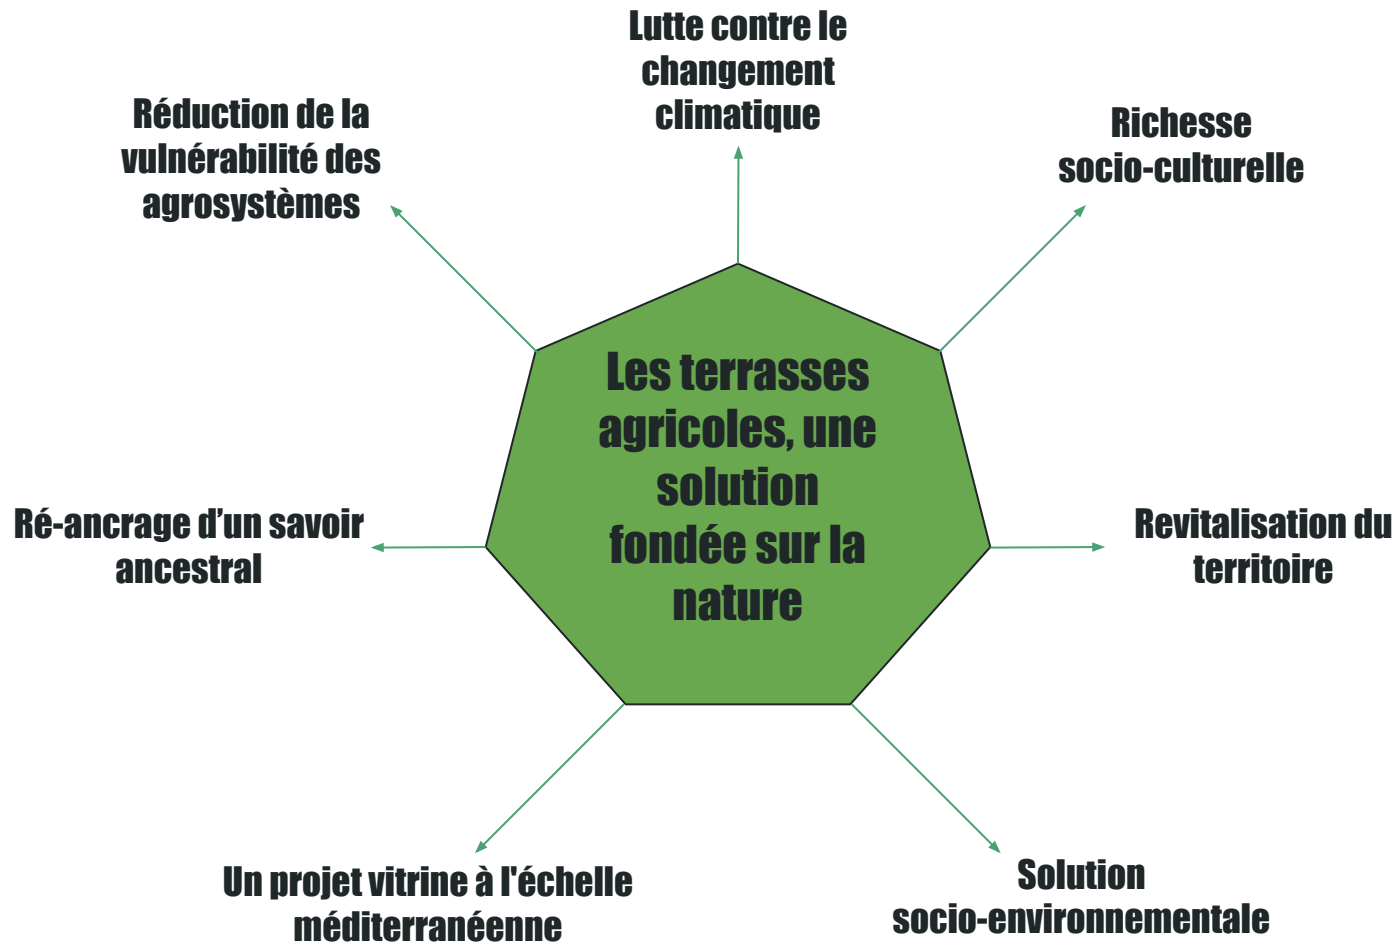 Lutte contre le
changement
climatique
Réduction de la
vulnérabilité des
agrosystèmes
Richesse
socio-culturelle
Les terrasses
agricoles, une
solution
fondée sur la
nature
Ré-ancrage d’un savoir
ancestral
Revitalisation du
territoire
Un projet vitrine à l'échelle
méditerranéenne
Solution
socio-environnementale